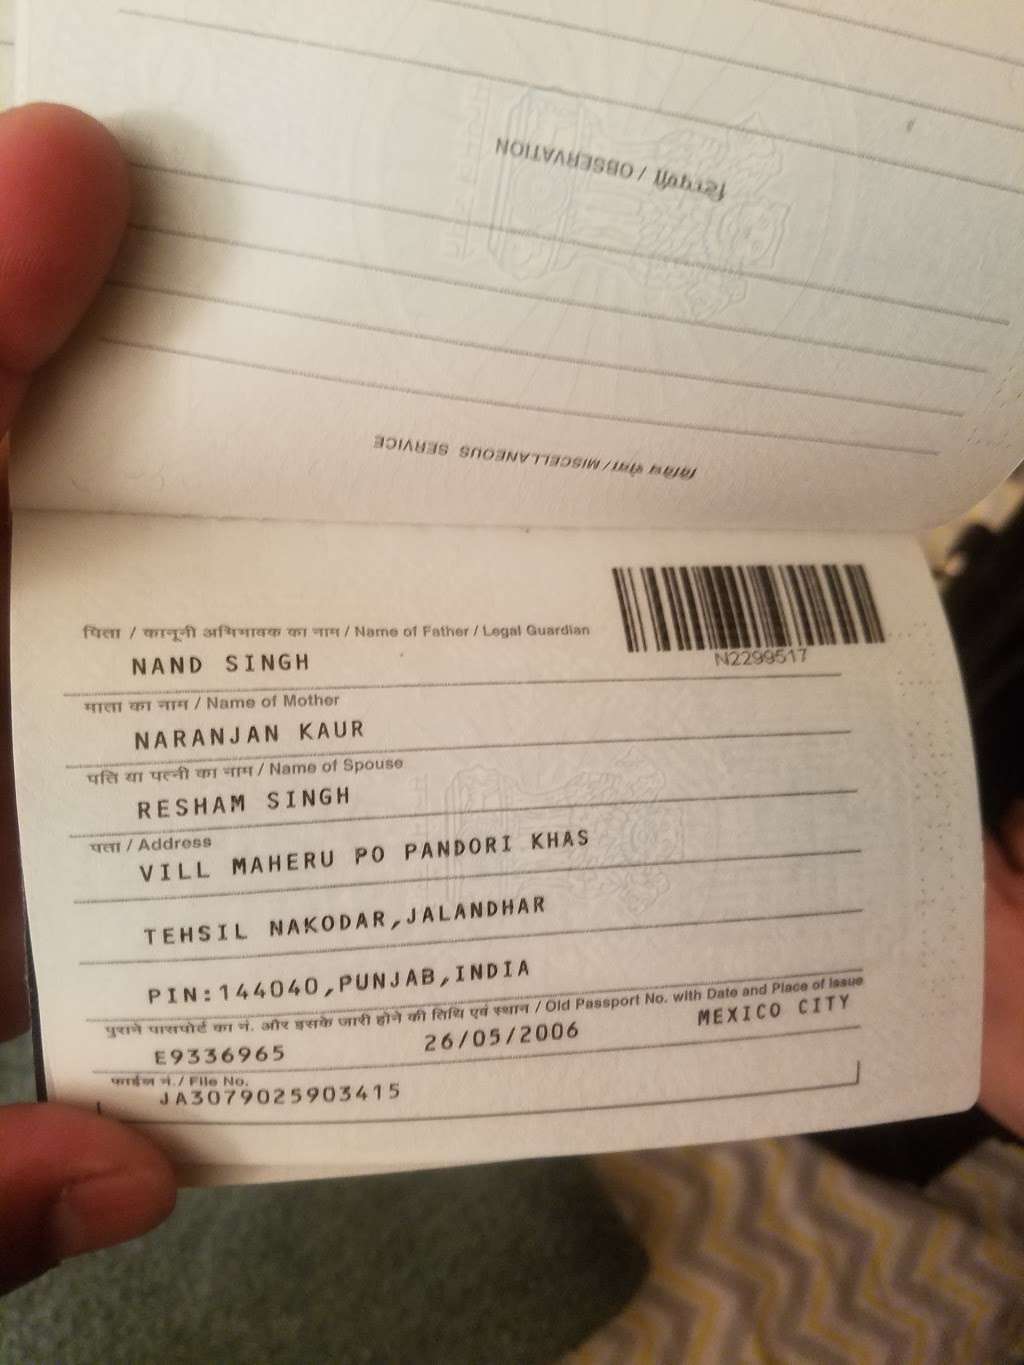 टिप्पणी / OBSERVATION
विविध सेवा / MISCELLANEOUS SERVICE
N2299517
पिता / कानूनी अभिभावक का नाम / Name of Father / Legal Guardian
NAND SINGH
माता का नाम / Name of Mother
NARANJAN KAUR
पति या पत्नी का नाम / Name of Spouse
RESHAM SINGH
पता / Address
VILL MAHERU PO PANDORI KHAS
TEHSIL NAKODAR,JALANDHAR
PIN:144040,PUNJAB,INDIA
पुराने पासपोर्ट का नं. और इसके जारी होने की तिथि एवं स्थान / Old Passport No. with Date and Place of Issue
E9336965 26/05/2006 MEXICO CITY
फाईल नं./ File No.
JA3079025903415